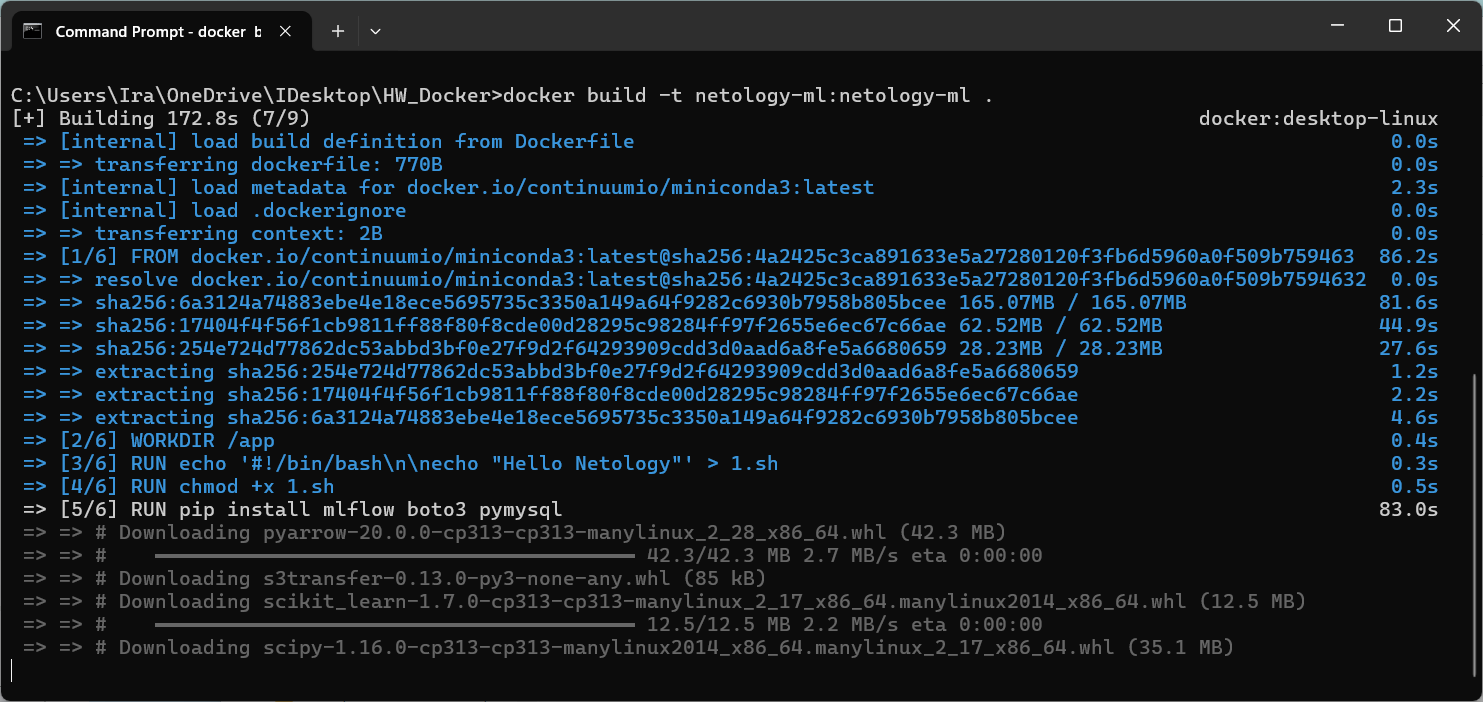 Command Prompt - docker b
C:\Users\Ira\OneDrive\IDesktop\HW_Docker>docker build -t netology-ml:netology-ml .
[+] Building 172.8s (7/9) docker:desktop-linux
=> [internal] load build definition from Dockerfile 0.0s
=> => transferring dockerfile: 770B 0.0s
=> [internal] load metadata for docker.io/continuumio/miniconda3:latest 2.3s
=> [internal] load .dockerignore 0.0s
=> => transferring context: 2B 0.0s
=> [1/6] FROM docker.io/continuumio/miniconda3:latest@sha256:4a2425c3ca891633e5a27280120f3fb6d5960a0f509b759463 86.2s
=> => resolve docker.io/continuumio/miniconda3:latest@sha256:4a2425c3ca891633e5a27280120f3fb6d5960a0f509b7594632 0.0s
=> => sha256:6a3124a74883ebe4e18ece5695735c3350a149a64f9282c6930b7958b805bcee 165.07MB / 165.07MB 81.6s
=> => sha256:17404f4f56f1cb9811ff88f80f8cde00d28295c98284ff97f2655e6ec67c66ae 62.52MB / 62.52MB 44.9s
=> => sha256:254e724d77862dc53abbd3bf0e27f9d2f64293909cdd3d0aad6a8fe5a6680659 28.23MB / 28.23MB 27.6s
=> => extracting sha256:254e724d77862dc53abbd3bf0e27f9d2f64293909cdd3d0aad6a8fe5a6680659 1.2s
=> => extracting sha256:17404f4f56f1cb9811ff88f80f8cde00d28295c98284ff97f2655e6ec67c66ae 2.2s
=> => extracting sha256:6a3124a74883ebe4e18ece5695735c3350a149a64f9282c6930b7958b805bcee 4.6s
=> [2/6] WORKDIR /app 0.4s
=> [3/6] RUN echo '#!/bin/bash\n\necho "Hello Netology"' > 1.sh 0.3s
=> [4/6] RUN chmod +x 1.sh 0.5s
=> [5/6] RUN pip install mlflow boto3 pymysql 83.0s
=> => # Downloading pyarrow-20.0.0-cp313-cp313-manylinux_2_28_x86_64.whl (42.3 MB)
=> => # 42.3/42.3 MB 2.7 MB/s eta 0:00:00
=> => # Downloading s3transfer-0.13.0-py3-none-any.whl (85 kB)
=> => # Downloading scikit_learn-1.7.0-cp313-cp313-manylinux_2_17_x86_64.manylinux2014_x86_64.whl (12.5 MB)
=> => # 12.5/12.5 MB 2.2 MB/s eta 0:00:00
=> => # Downloading scipy-1.16.0-cp313-cp313-manylinux2014_x86_64.manylinux_2_17_x86_64.whl (35.1 MB)